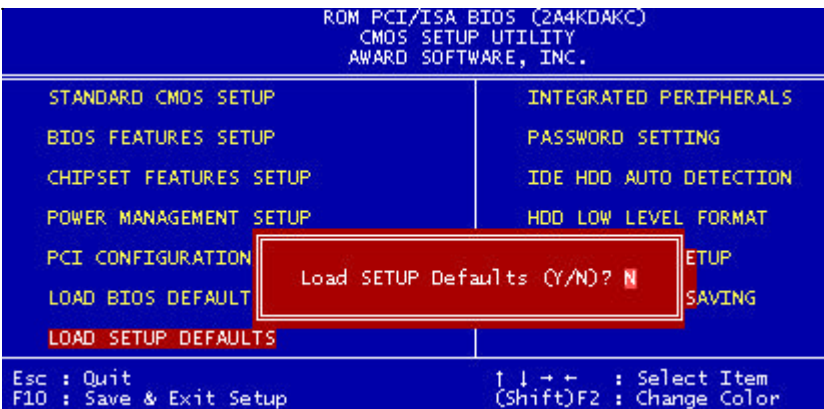 ROM PCI/ISA BIOS (2A4KDAKC)
CMOS SETUP UTILITY
AWARD SOFTWARE, INC.
STANDARD CMOS SETUP
BIOS FEATURES SETUP
CHIPSET FEATURES SETUP
POWER MANAGEMENT SETUP
PCI CONFIGURATION
LOAD BIOS DEFAULT
LOAD SETUP DEFAULTS
INTEGRATED PERIPHERALS
PASSWORD SETTING
IDE HDD AUTO DETECTION
HDD LOW LEVEL FORMAT
ETUP
SAVING
Load SETUP Defaults (Y/N)? N
Esc : Quit
F10 : Save & Exit Setup
↑ ↓ → ← : Select Item
(Shift)F2 : Change Color